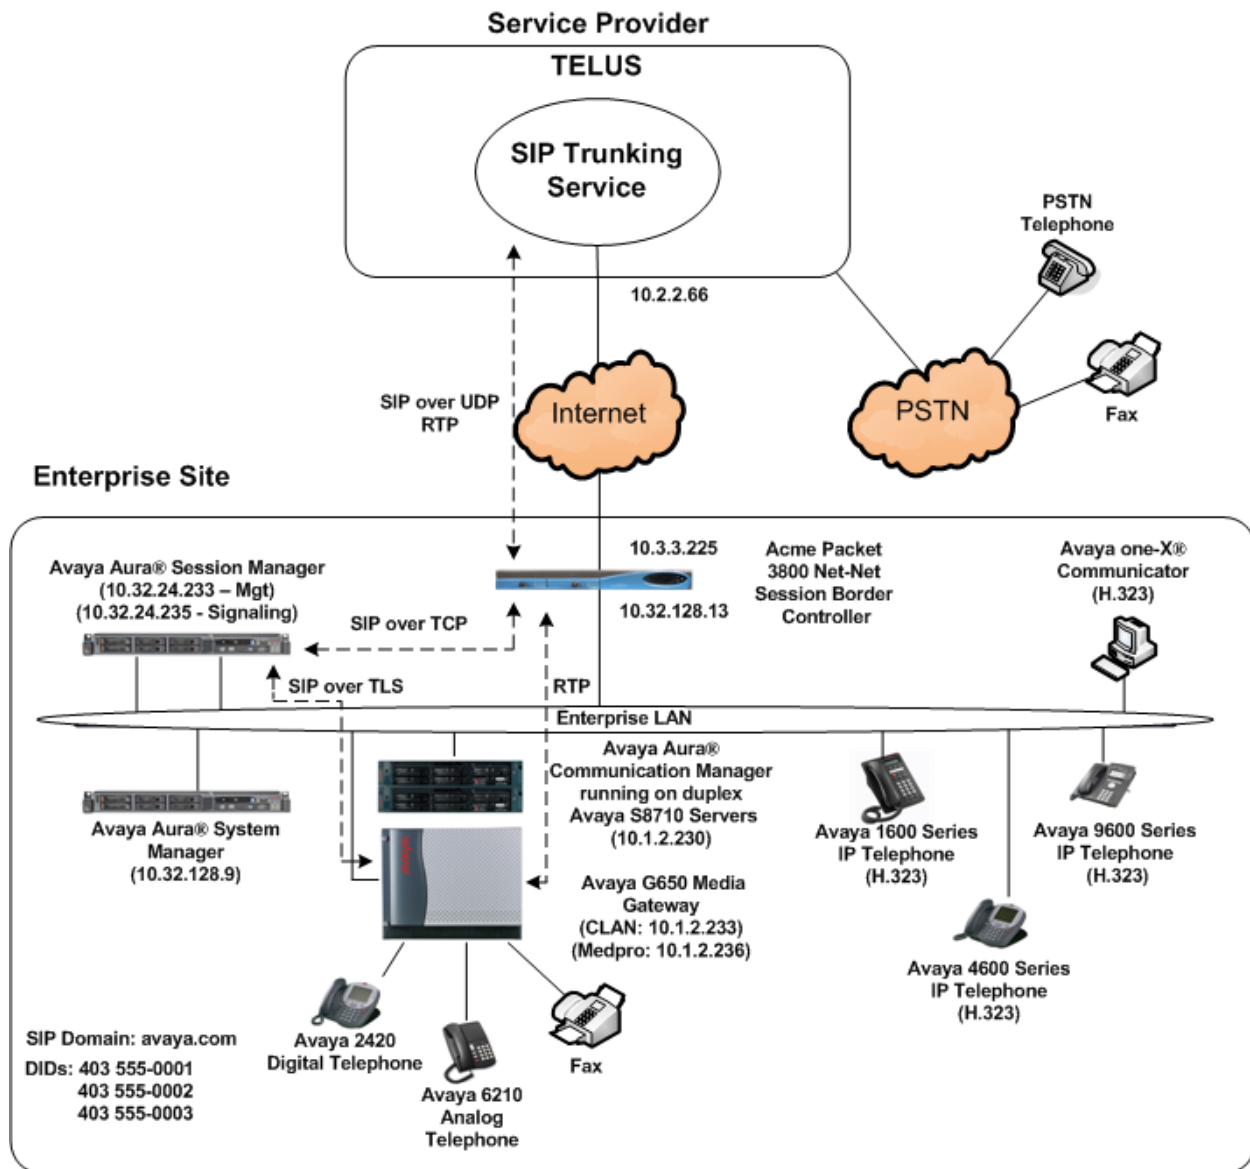 Service Provider
TELUS
SIP Trunking
Service
10.2.2.66
PSTN
Telephone
SIP over UDP
RTP
Internet
PSTN
Fax
Enterprise Site
Avaya Aura® Session Manager
(10.32.24.233 – Mgt)
(10.32.24.235 - Signaling)
10.3.3.225
10.32.128.13
Acme Packet
3800 Net-Net
Session Border
Controller
Avaya one-X®
Communicator
(H.323)
SIP over TCP
SIP over TLS
RTP
Enterprise LAN
Avaya Aura® System
Manager
(10.32.128.9)
Avaya Aura®
Communication Manager
running on duplex
Avaya S8710 Servers
(10.1.2.230)
Avaya G650 Media
Gateway
(CLAN: 10.1.2.233)
(Medpro: 10.1.2.236)
Avaya 1600 Series
IP Telephone
(H.323)
Avaya 9600 Series
IP Telephone
(H.323)
Avaya 4600 Series
IP Telephone
(H.323)
Avaya 2420
Digital Telephone
Avaya 6210
Analog
Telephone
Fax
SIP Domain: avaya.com
DIDs: 403 555-0001
403 555-0002
403 555-0003